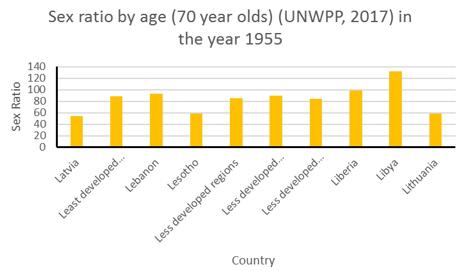 Sex ratio by age (70 year olds) (UNWPP, 2017) in
the year 1955
Sex Ratio
140
120
100
80
60
40
20
0
Latvia
Least developed...
Lebanon
Lesotho
Less developed regions
Less developed...
Less developed...
Liberia
Libya
Lithuania
Country